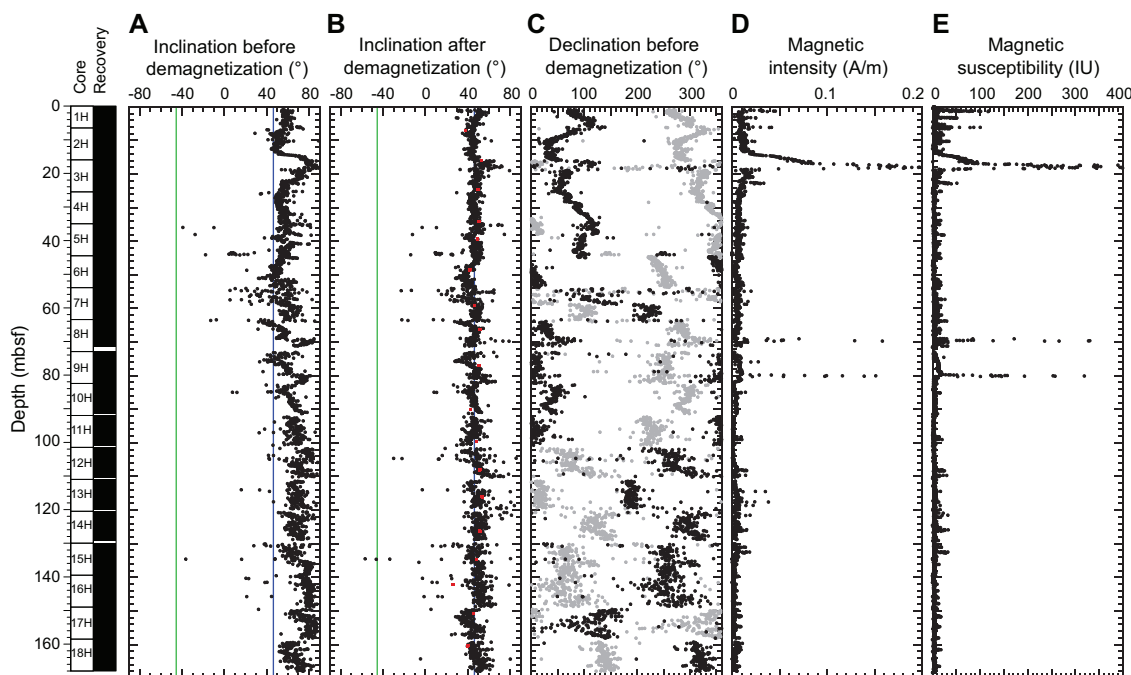 A
B
C
D
E
Inclination before
demagnetization (°)
Inclination after
demagnetization (°)
Declination before
demagnetization (°)
Magnetic
intensity (A/m)
Magnetic
susceptibility (IU)
Core
Recovery
-80 -40 0 40 80
-80 -40 0 40 80
0 100 200 300
0 0.1 0.2
0 100 200 300 400
Depth (mbsf)
0
20
40
60
80
100
120
140
160
1H
2H
3H
4H
5H
6H
7H
8H
9H
10H
11H
12H
13H
14H
15H
16H
17H
18H